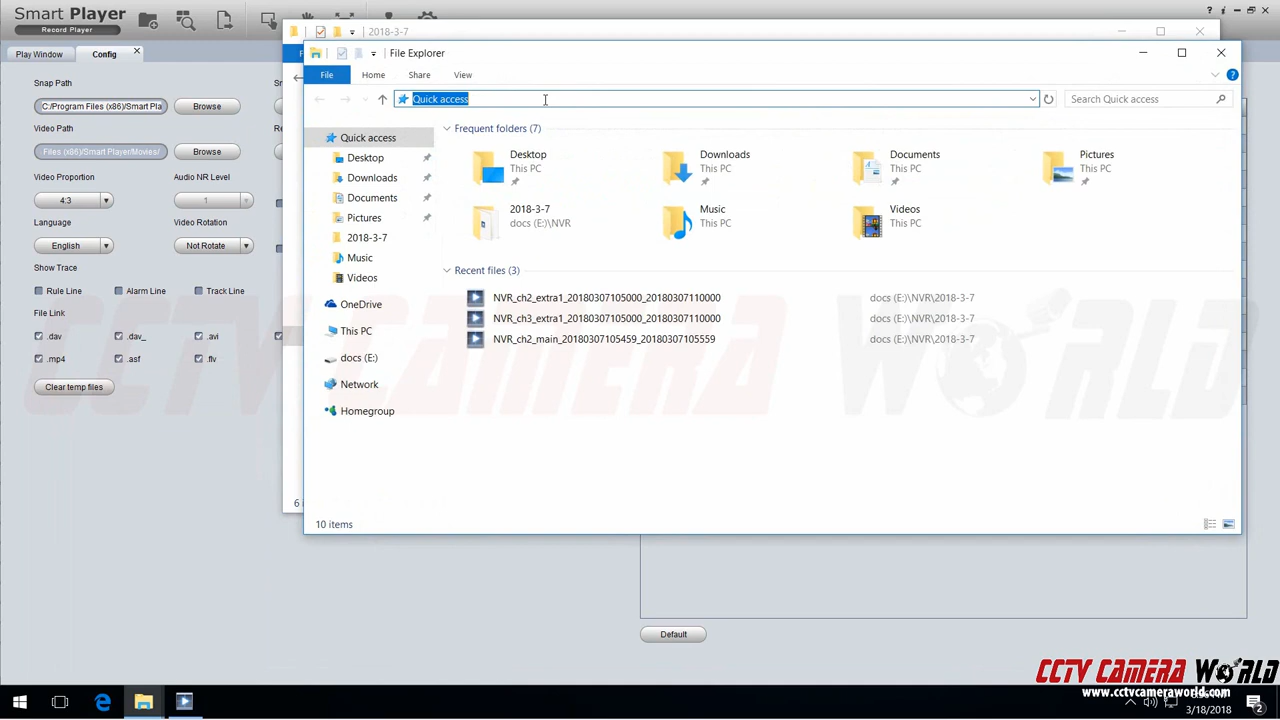 Smart Player
Record Player
Play Window
Config
Snap Path
C:/Program Files (x86)/Smart Pla
Browse
Video Path
Files (x86)/Smart Player/Movies/
Browse
Video Proportion
Audio NR Level
4:3
1
Language
Video Rotation
English
Not Rotate
Show Trace
Rule Line
Alarm Line
Track Line
File Link
.dav
.dav_
.avi
.mp4
.asf
.flv
Clear temp files
2018-3-7
File Explorer
File
Home
Share
View
Quick access
Search Quick access
Quick access
Desktop
Downloads
Documents
Pictures
2018-3-7
Music
Videos
OneDrive
This PC
docs (E:)
Network
Homegroup
Frequent folders (7)
Desktop
This PC
Downloads
This PC
Documents
This PC
Pictures
This PC
2018-3-7
docs (E:)\NVR
Music
This PC
Videos
This PC
Recent files (3)
NVR_ch2_extra1_20180307105000_20180307110000
docs (E:)\NVR\2018-3-7
NVR_ch3_extra1_20180307105000_20180307110000
docs (E:)\NVR\2018-3-7
NVR_ch2_main_20180307105459_20180307105559
docs (E:)\NVR\2018-3-7
10 items
Default
CCTV CAMERA WORLD
CCTV CAMERA WORLD
www.cctvcameraworld.com
3/18/2018
2